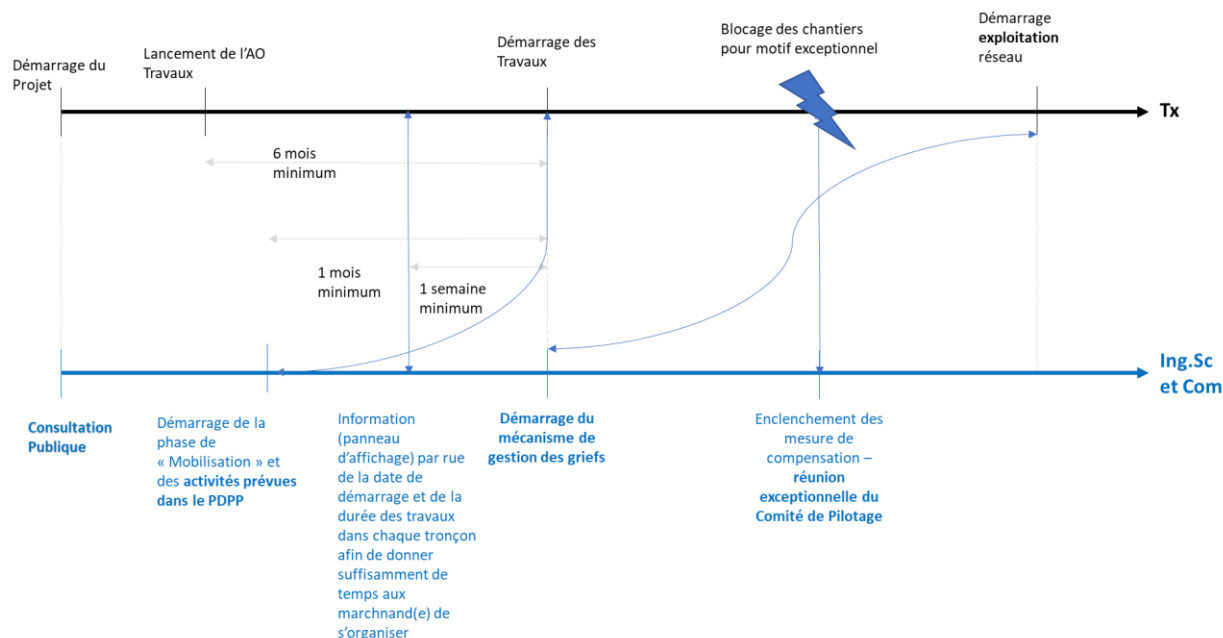 Démarrage du
Projet
Lancement de l'AO
Travaux
Démarrage des
Travaux
Blocage des chantiers
pour motif exceptionnel
Démarrage
exploitation
réseau
Tx
6 mois
minimum
1 mois
minimum
1 semaine
minimum
Ing.Sc
et Com
Consultation
Publique
Démarrage de la
phase de
« Mobilisation » et
des activités prévues
dans le PDPP
Information
(panneau
d'affichage) par rue
de la date de
démarrage et de la
durée des travaux
dans chaque tronçon
afin de donner
suffisamment de
temps aux
marchnand(e) de
s'organiser
Démarrage du
mécanisme de
gestion des griefs
Enclenchement des
mesure de
compensation –
réunion
exceptionnelle du
Comité de Pilotage